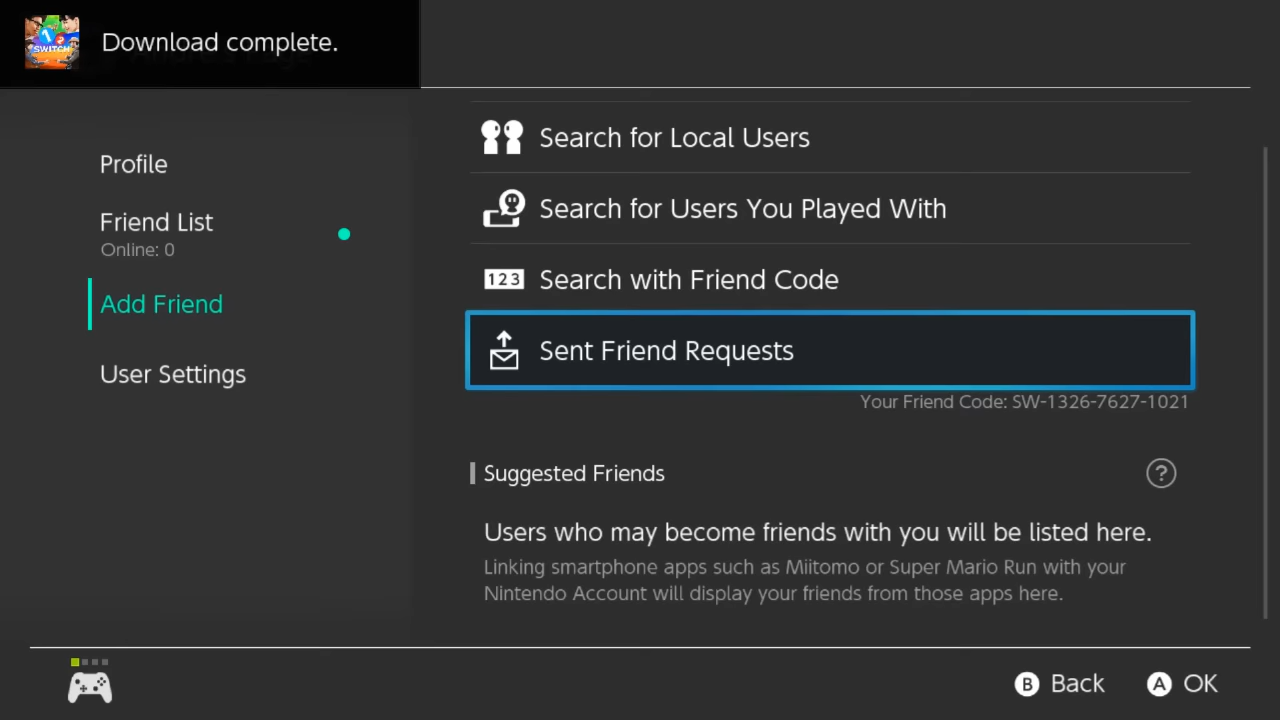 SWITCH
Download complete.
Profile
Friend List
Online: 0
Add Friend
User Settings
Search for Local Users
Search for Users You Played With
123 Search with Friend Code
Sent Friend Requests
Your Friend Code: SW-1326-7627-1021
Suggested Friends ?
Users who may become friends with you will be listed here.
Linking smartphone apps such as Miitomo or Super Mario Run with your
Nintendo Account will display your friends from those apps here.
B Back A OK